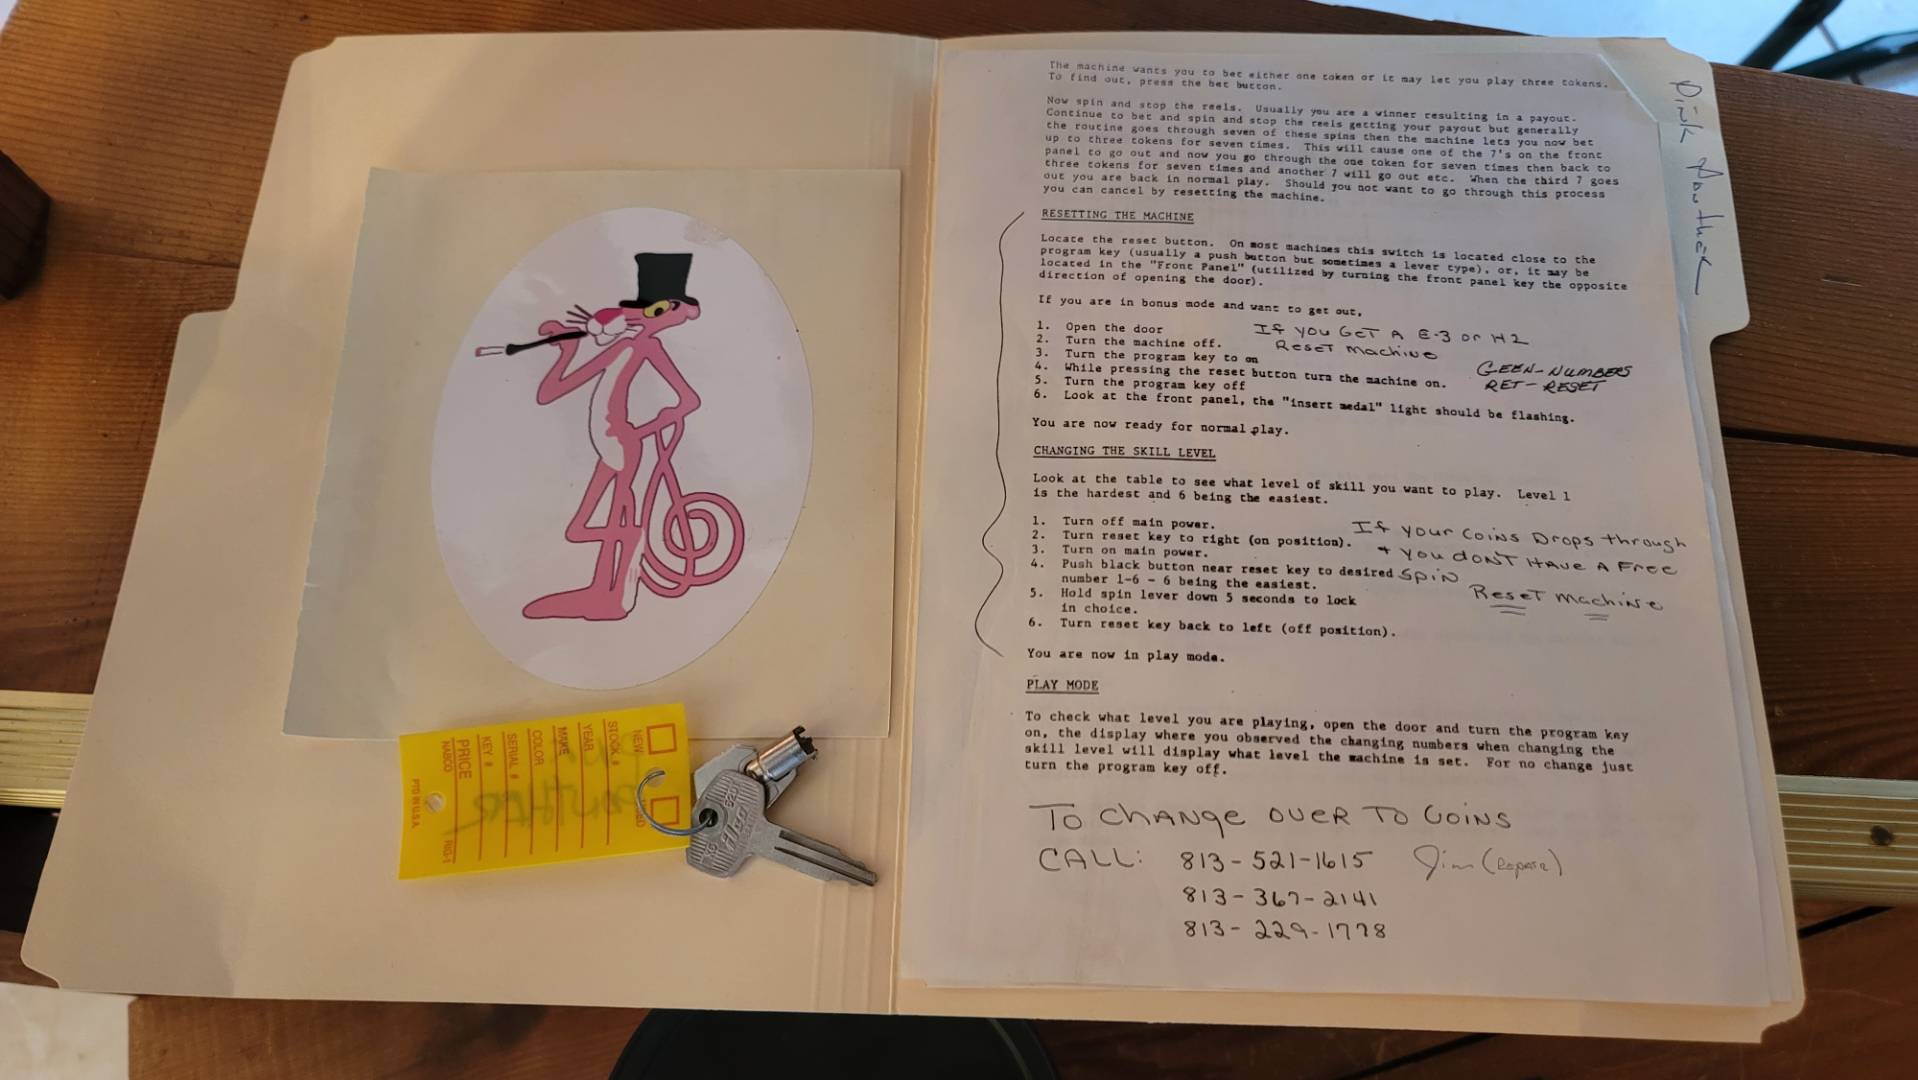 The machine wants you to bet either one token or it may let you play three tokens.
To find out, press the bet button.
Now spin and stop the reels. Usually you are a winner resulting in a payout.
Continue to bet and spin and stop the reels getting your payout but generally
the routine goes through seven of these spins then the machine lets you now bet
up to three tokens for seven times. This will cause one of the 7's on the front
panel to go out and now you go through the one token for seven times then back to
three tokens for seven times and another 7 will go out etc. When the third 7 goes
out you are back in normal play. Should you not want to go through this process
you can cancel by resetting the machine.
RESETTING THE MACHINE
Locate the reset button. On most machines this switch is located close to the
program key (usually a push button but sometimes a lever type), or, it may be
located in the "Front Panel" (utilized by turning the front panel key the opposite
direction of opening the door).
If you are in bonus mode and want to get out,
1. Open the door
2. Turn the machine off.
3. Turn the program key to on
4. While pressing the reset button turn the machine on.
5. Turn the program key off
6. Look at the front panel, the "insert medal" light should be flashing.
If you GeT A E-3 or H2
ReseT Machine
GEEN-NUMBERS
RET-RESET
You are now ready for normal play.
CHANGING THE SKILL LEVEL
Look at the table to see what level of skill you want to play. Level 1
is the hardest and 6 being the easiest.
1. Turn off main power.
2. Turn reset key to right (on position).
3. Turn on main power.
4. Push black button near reset key to desired
number 1-6 - 6 being the easiest.
5. Hold spin lever down 5 seconds to lock
in choice.
6. Turn reset key back to left (off position).
If your Coins Drops through
+ you donT HAve A Free
Spin
ReseT Machine
You are now in play mode.
PLAY MODE
To check what level you are playing, open the door and turn the program key
on, the display where you observed the changing numbers when changing the
skill level will display what level the machine is set. For no change just
turn the program key off.
To CHANge OVER TO COINS
CALL: 813-521-1615 Jim
813-367-2141
813-229-1778
Pink Panther
NEW
STOCK #
YEAR
MAKE
COLOR
SERIAL #
KEY #
PRICE
NABCO
PTD IN U.S.A.
Ilco